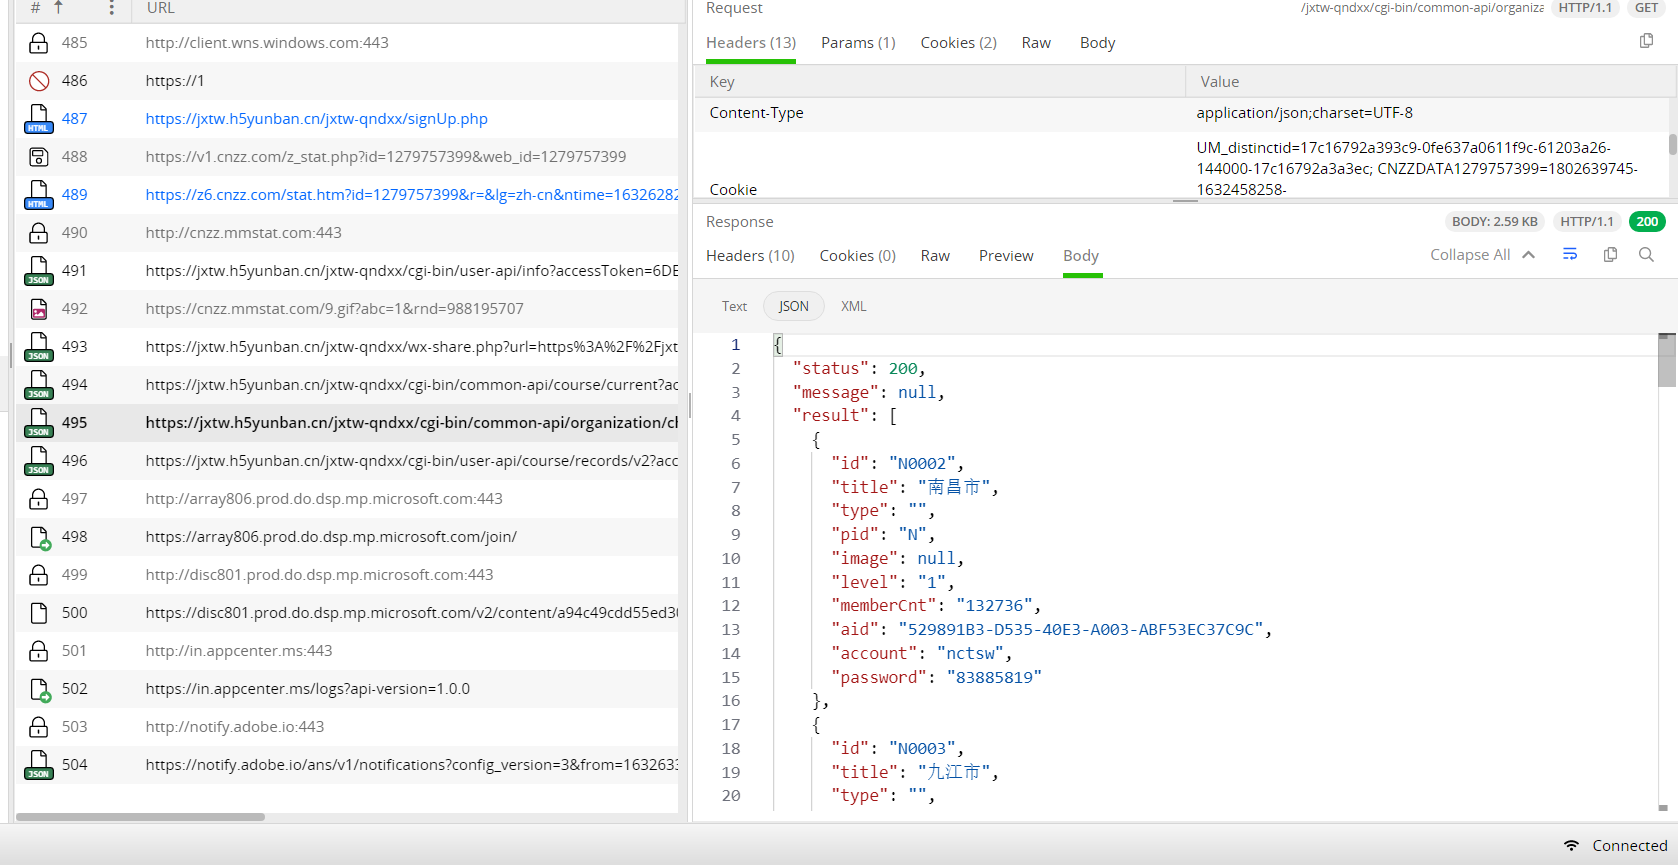 # URL
485 http://client.wns.windows.com:443
486 https://1
487 https://jxtw.h5yunban.cn/jxtw-qndxx/signUp.php
488 https://v1.cnzz.com/z_stat.php?id=1279757399&web_id=1279757399
489 https://z6.cnzz.com/stat.htm?id=1279757399&r=&lg=zh-cn&ntime=16326282
490 http://cnzz.mmstat.com:443
491 https://jxtw.h5yunban.cn/jxtw-qndxx/cgi-bin/user-api/info?accessToken=6DE
492 https://cnzz.mmstat.com/9.gif?abc=1&rnd=988195707
493 https://jxtw.h5yunban.cn/jxtw-qndxx/wx-share.php?url=https%3A%2F%2Fjxt
494 https://jxtw.h5yunban.cn/jxtw-qndxx/cgi-bin/common-api/course/current?ac
495 https://jxtw.h5yunban.cn/jxtw-qndxx/cgi-bin/common-api/organization/cl
496 https://jxtw.h5yunban.cn/jxtw-qndxx/cgi-bin/user-api/course/records/v2?acc
497 http://array806.prod.do.dsp.mp.microsoft.com:443
498 https://array806.prod.do.dsp.mp.microsoft.com/join/
499 http://disc801.prod.do.dsp.mp.microsoft.com:443
500 https://disc801.prod.do.dsp.mp.microsoft.com/v2/content/a94c49cdd55ed3
501 http://in.appcenter.ms:443
502 https://in.appcenter.ms/logs?api-version=1.0.0
503 http://notify.adobe.io:443
504 https://notify.adobe.io/ans/v1/notifications?config_version=3&from=1632633
HTML
HTML
JSON
JSON
JSON
JSON
JSON
JSON
Request /jxtw-qndxx/cgi-bin/common-api/organiza HTTP/1.1 GET
Headers (13) Params (1) Cookies (2) Raw Body
Key Value
Content-Type application/json;charset=UTF-8
UM_distinctid=17c16792a393c9-0fe637a0611f9c-61203a26-
144000-17c16792a3a3ec; CNZZDATA1279757399=1802639745-
Cookie 1632458258-
Response BODY: 2.59 KB HTTP/1.1 200
Headers (10) Cookies (0) Raw Preview Body Collapse All
Text JSON XML
1 {
2 "status": 200,
3 "message": null,
4 "result": [
5 {
6 "id": "N0002",
7 "title": "南昌市",
8 "type": "",
9 "pid": "N",
10 "image": null,
11 "level": "1",
12 "memberCnt": "132736",
13 "aid": "529891B3-D535-40E3-A003-ABF53EC37C9C",
14 "account": "nctsw",
15 "password": "83885819"
16 },
17 {
18 "id": "N0003",
19 "title": "九江市",
20 "type": "",
Connected